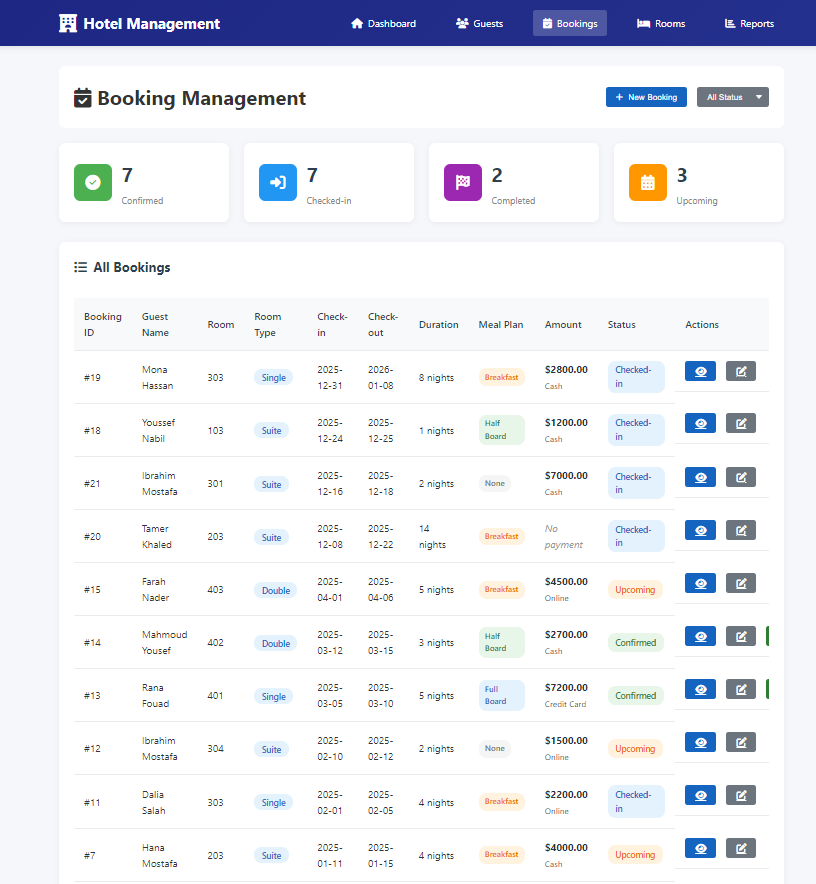 Hotel Management
Dashboard
Guests
Bookings
Rooms
Reports
Booking Management
+ New Booking
All Status
7
Confirmed
7
Checked-in
2
Completed
3
Upcoming
All Bookings
Booking ID Guest Name Room Room Type Check-in Check-out Duration Meal Plan Amount Status Actions
#19 Mona Hassan 303 Single 2025-12-31 2026-01-08 8 nights Breakfast $2800.00 Cash Checked-in
#18 Youssef Nabil 103 Suite 2025-12-24 2025-12-25 1 nights Half Board $1200.00 Cash Checked-in
#21 Ibrahim Mostafa 301 Suite 2025-12-16 2025-12-18 2 nights None $7000.00 Cash Checked-in
#20 Tamer Khaled 203 Suite 2025-12-08 2025-12-22 14 nights Breakfast No payment Checked-in
#15 Farah Nader 403 Double 2025-04-01 2025-04-06 5 nights Breakfast $4500.00 Online Upcoming
#14 Mahmoud Yousef 402 Double 2025-03-12 2025-03-15 3 nights Half Board $2700.00 Cash Confirmed
#13 Rana Fouad 401 Single 2025-03-05 2025-03-10 5 nights Full Board $7200.00 Credit Card Confirmed
#12 Ibrahim Mostafa 304 Suite 2025-02-10 2025-02-12 2 nights None $1500.00 Online Upcoming
#11 Dalia Salah 303 Single 2025-02-01 2025-02-05 4 nights Breakfast $2200.00 Online Checked-in
#7 Hana Mostafa 203 Suite 2025-01-11 2025-01-15 4 nights Breakfast $4000.00 Cash Upcoming